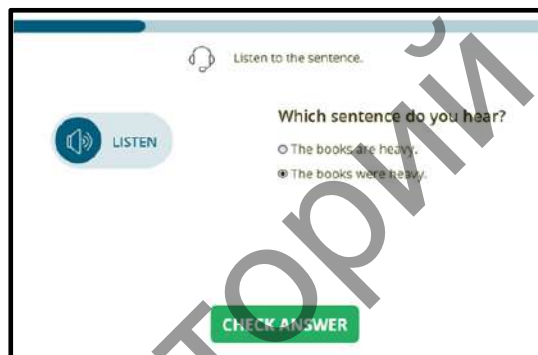 Listen to the sentence.
Which sentence do you hear?
LISTEN
The books are heavy.
The books were heavy.
CHECK ANSWER
торий